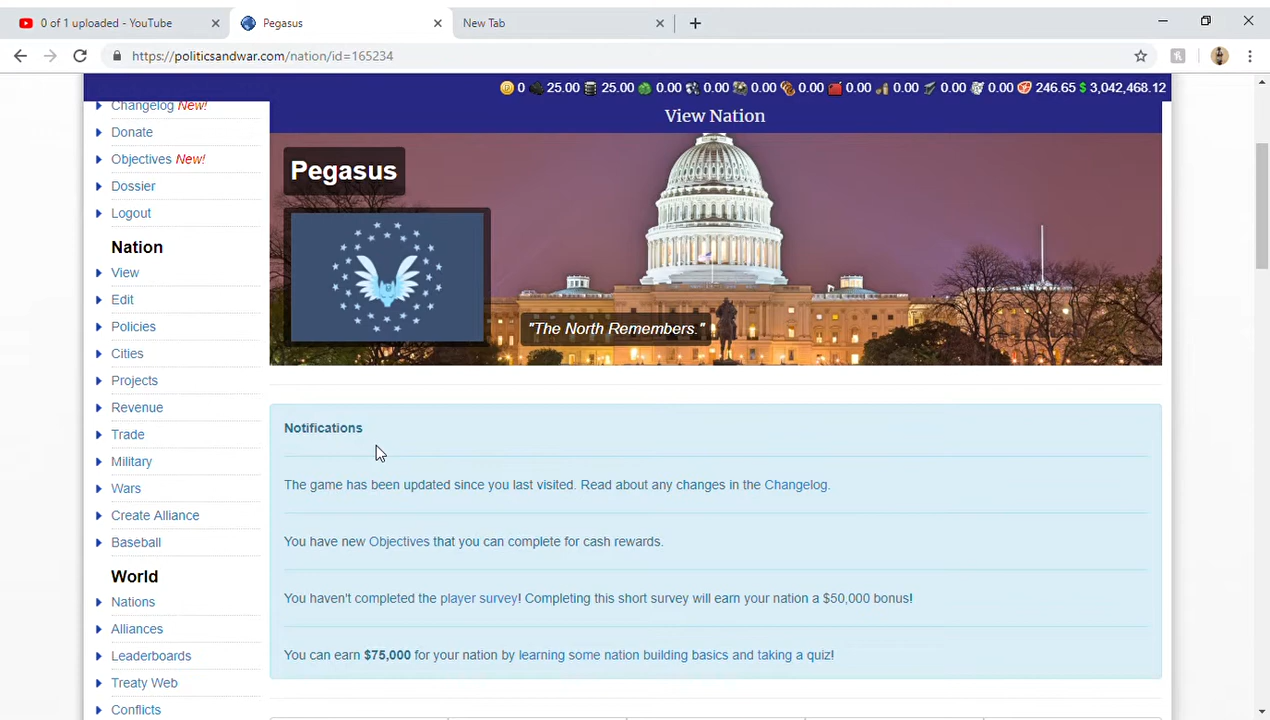 0 of 1 uploaded - YouTube
Pegasus
New Tab
https://politicsandwar.com/nation/id=165234
0 25.00 25.00 0.00 0.00 0.00 0.00 0.00 0.00 0.00 0.00 246.65 $ 3,042,468.12
Changelog New!
Donate
Objectives New!
Dossier
Logout
Nation
View
Edit
Policies
Cities
Projects
Revenue
Trade
Military
Wars
Create Alliance
Baseball
World
Nations
Alliances
Leaderboards
Treaty Web
Conflicts
View Nation
Pegasus
"The North Remembers."
Notifications
The game has been updated since you last visited. Read about any changes in the Changelog.
You have new Objectives that you can complete for cash rewards.
You haven't completed the player survey! Completing this short survey will earn your nation a $50,000 bonus!
You can earn $75,000 for your nation by learning some nation building basics and taking a quiz!